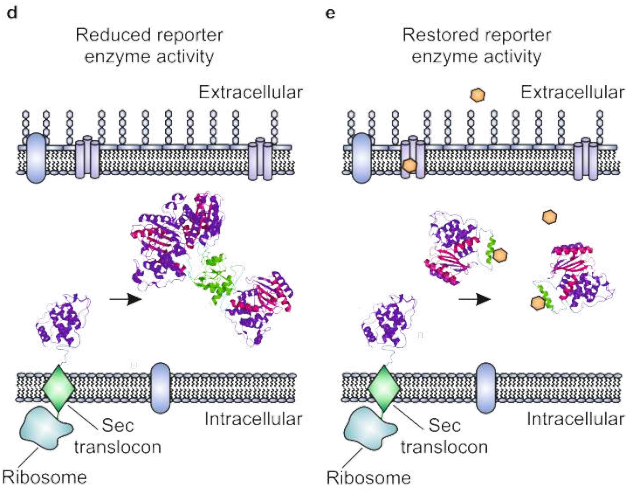 d
Reduced reporter
enzyme activity
Extracellular
Intracellular
Sec
translocon
Ribosome
e
Restored reporter
enzyme activity
Extracellular
Intracellular
Sec
translocon
Ribosome